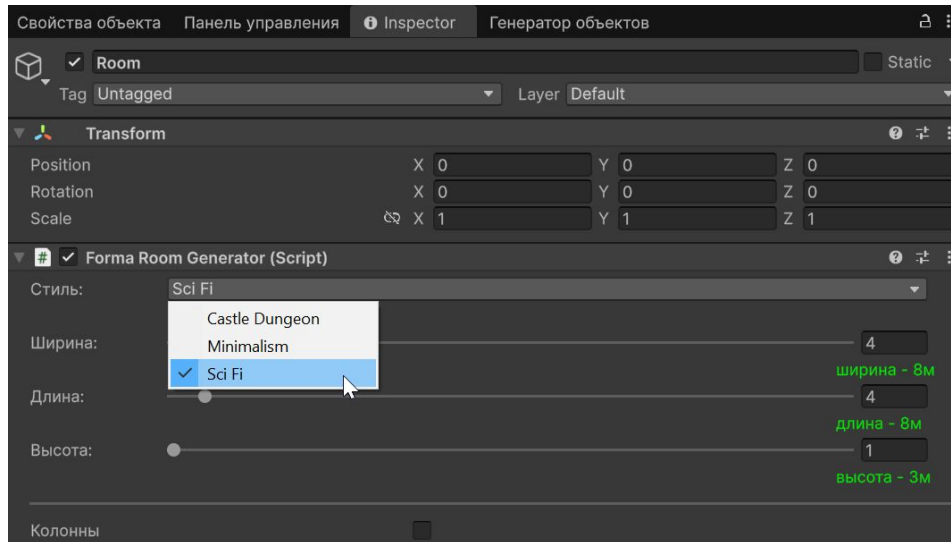 Свойства объекта Панель управления Inspector Генератор объектов
Room Static
Tag Untagged Layer Default
Transform
Position X 0 Y 0 Z 0
Rotation X 0 Y 0 Z 0
Scale X 1 Y 1 Z 1
# Forma Room Generator (Script)
Стиль: Sci Fi
Castle Dungeon
Ширина: 4
Minimalism
Sci Fi
ширина - 8м
Длина: 4
длина - 8м
Высота: 1
высота - 3м
Колонны